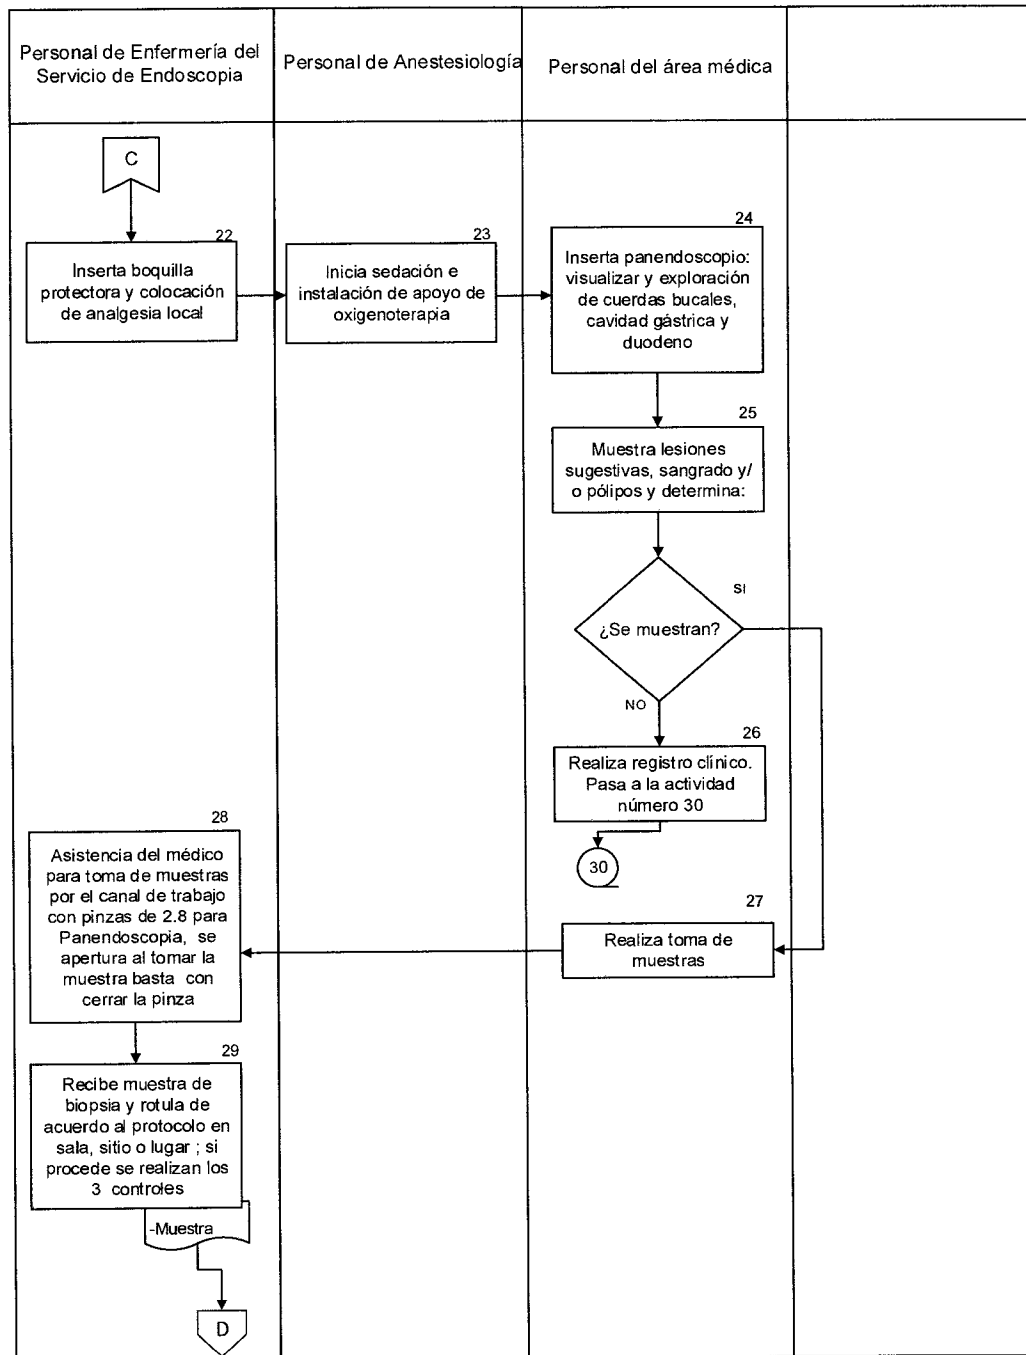 Personal de Enfermería del
Servicio de Endoscopia
Personal de Anestesiología
Personal del área médica
C
22
Inserta boquilla
protectora y colocación
de analgesia local
23
Inicia sedación e
instalación de apoyo de
oxigenoterapia
24
Inserta panendoscopio:
visualizar y exploración
de cuerdas bucales,
cavidad gástrica y
duodeno
25
Muestra lesiones
sugestivas, sangrado y/
o pólipos y determina:
SI
¿Se muestran?
NO
26
Realiza registro clínico.
Pasa a la actividad
número 30
30
27
Realiza toma de
muestras
28
Asistencia del médico
para toma de muestras
por el canal de trabajo
con pinzas de 2.8 para
Panendoscopia, se
apertura al tomar la
muestra basta con
cerrar la pinza
29
Recibe muestra de
biopsia y rotula de
acuerdo al protocolo en
sala, sitio o lugar ; si
procede se realizan los
3 controles
-Muestra
D